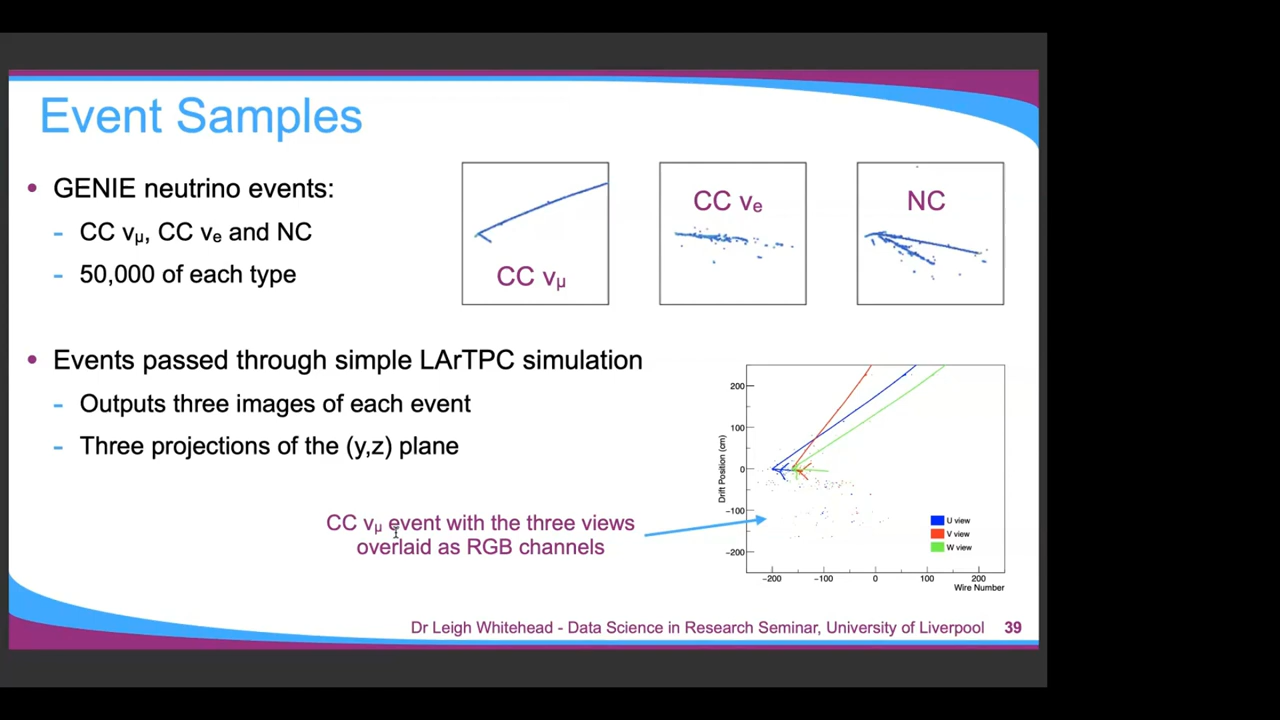 Event Samples
• GENIE neutrino events:
- CC νμ, CC νe and NC
- 50,000 of each type
CC νμ
CC νe
NC
• Events passed through simple LArTPC simulation
- Outputs three images of each event
- Three projections of the (y,z) plane
CC νμ event with the three views
overlaid as RGB channels
Drift Position (cm)
200
100
0
−100
−200
U view
V view
W view
−200 −100 0 100 200
Wire Number
Dr Leigh Whitehead - Data Science in Research Seminar, University of Liverpool 39